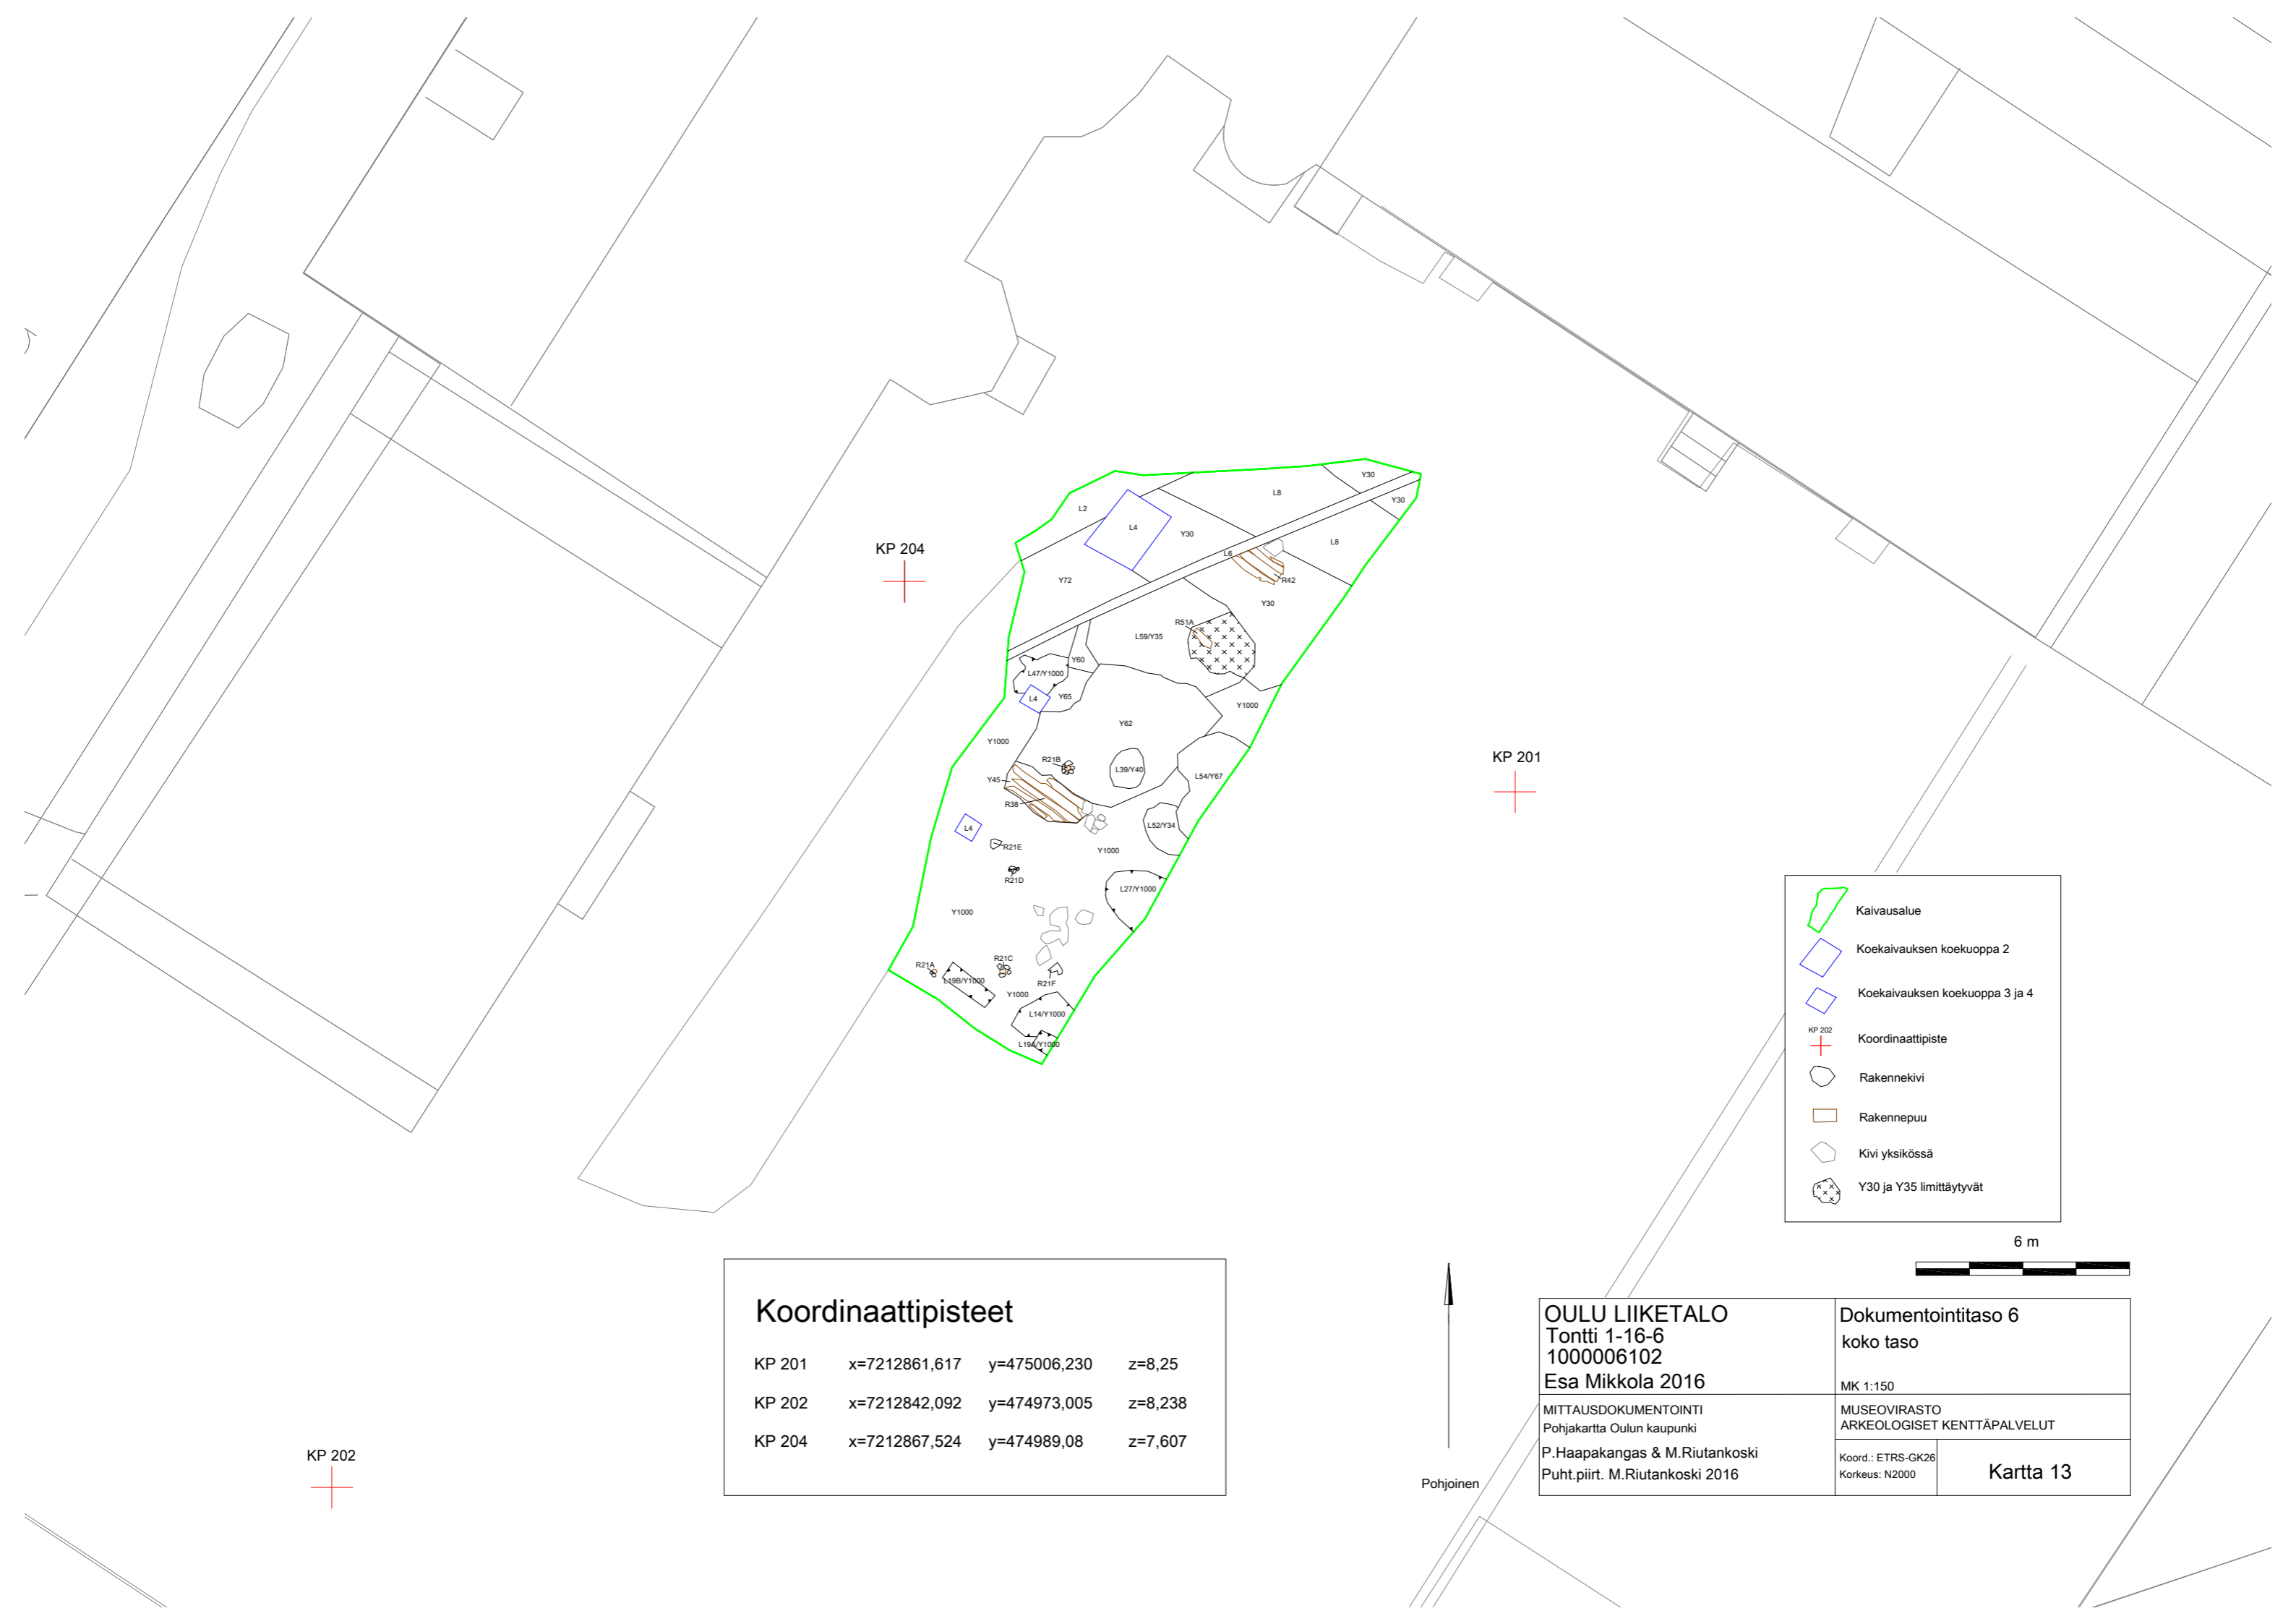 Y30
L8
Y30
L2
L4
Y30
L8
KP 204
L6
Y72
R42
Y30
R51A
L59/Y35
Y60
L47/Y1000
Y65
L4
Y1000
Y62
Y1000
KP 201
R21B
L39/Y40
L54/Y67
Y45
R38
L4
L52/Y34
R21E
Y1000
R21D
L27/Y1000
Y1000
R21A
R21C
L19B/Y1000
R21F
Y1000
L14/Y1000
L19A/Y1000
Kaivausalue
Koekaivauksen koekuoppa 2
Koekaivauksen koekuoppa 3 ja 4
KP 202
Koordinaattipiste
Rakennekivi
Rakennepuu
Kivi yksikössä
Y30 ja Y35 limittäytyvät
6 m
Koordinaattipisteet
KP 201 x=7212861,617 y=475006,230 z=8,25
KP 202 x=7212842,092 y=474973,005 z=8,238
KP 204 x=7212867,524 y=474989,08 z=7,607
KP 202
Pohjoinen
OULU LIIKETALO
Tontti 1-16-6
1000006102
Esa Mikkola 2016
Dokumentointitaso 6
koko taso
MK 1:150
MITTAUSDOKUMENTOINTI
Pohjakartta Oulun kaupunki
P.Haapakangas & M.Riutankoski
Puht.piirt. M.Riutankoski 2016
MUSEOVIRASTO
ARKEOLOGISET KENTTÄPALVELUT
Koord.: ETRS-GK26
Korkeus: N2000
Kartta 13